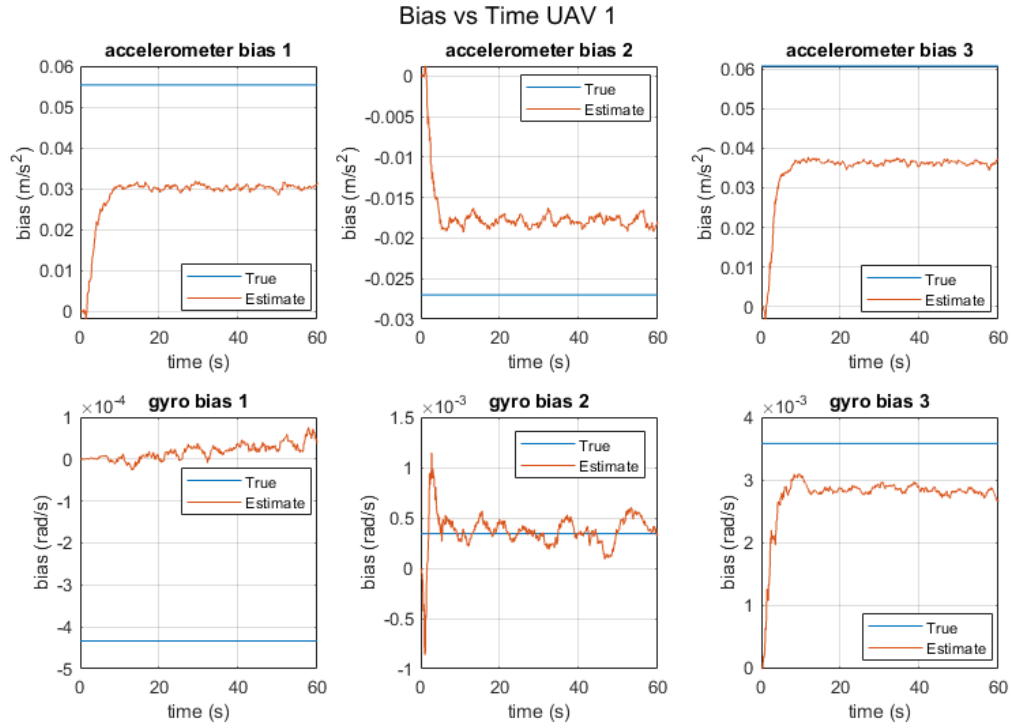 Bias vs Time UAV 1
accelerometer bias 1
0.06
0.05
0.04
0.03
0.02
0.01
0
bias (m/s²)
True
Estimate
0 20 40 60
time (s)
accelerometer bias 2
0
-0.005
-0.01
-0.015
-0.02
-0.025
-0.03
bias (m/s²)
True
Estimate
0 20 40 60
time (s)
accelerometer bias 3
0.06
0.05
0.04
0.03
0.02
0.01
0
bias (m/s²)
True
Estimate
0 20 40 60
time (s)
gyro bias 1
×10⁻⁴
1
0
-1
-2
-3
-4
-5
bias (rad/s)
True
Estimate
0 20 40 60
time (s)
gyro bias 2
×10⁻³
1.5
1
0.5
0
-0.5
-1
bias (rad/s)
True
Estimate
0 20 40 60
time (s)
gyro bias 3
×10⁻³
4
3
2
1
0
bias (rad/s)
True
Estimate
0 20 40 60
time (s)